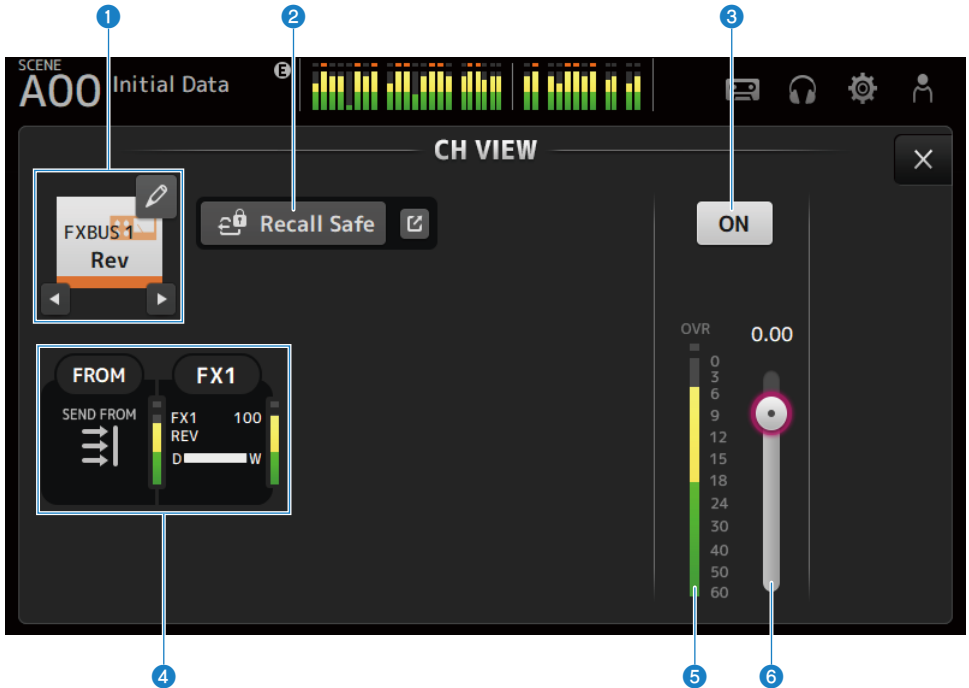 1
2
3
SCENE
A00 Initial Data
E
CH VIEW
FXBUS 1
Rev
Recall Safe
ON
OVR
0.00
0
3
6
9
12
15
18
24
30
40
50
60
FROM
FX1
SEND FROM
FX1 100
REV
D W
4
5
6